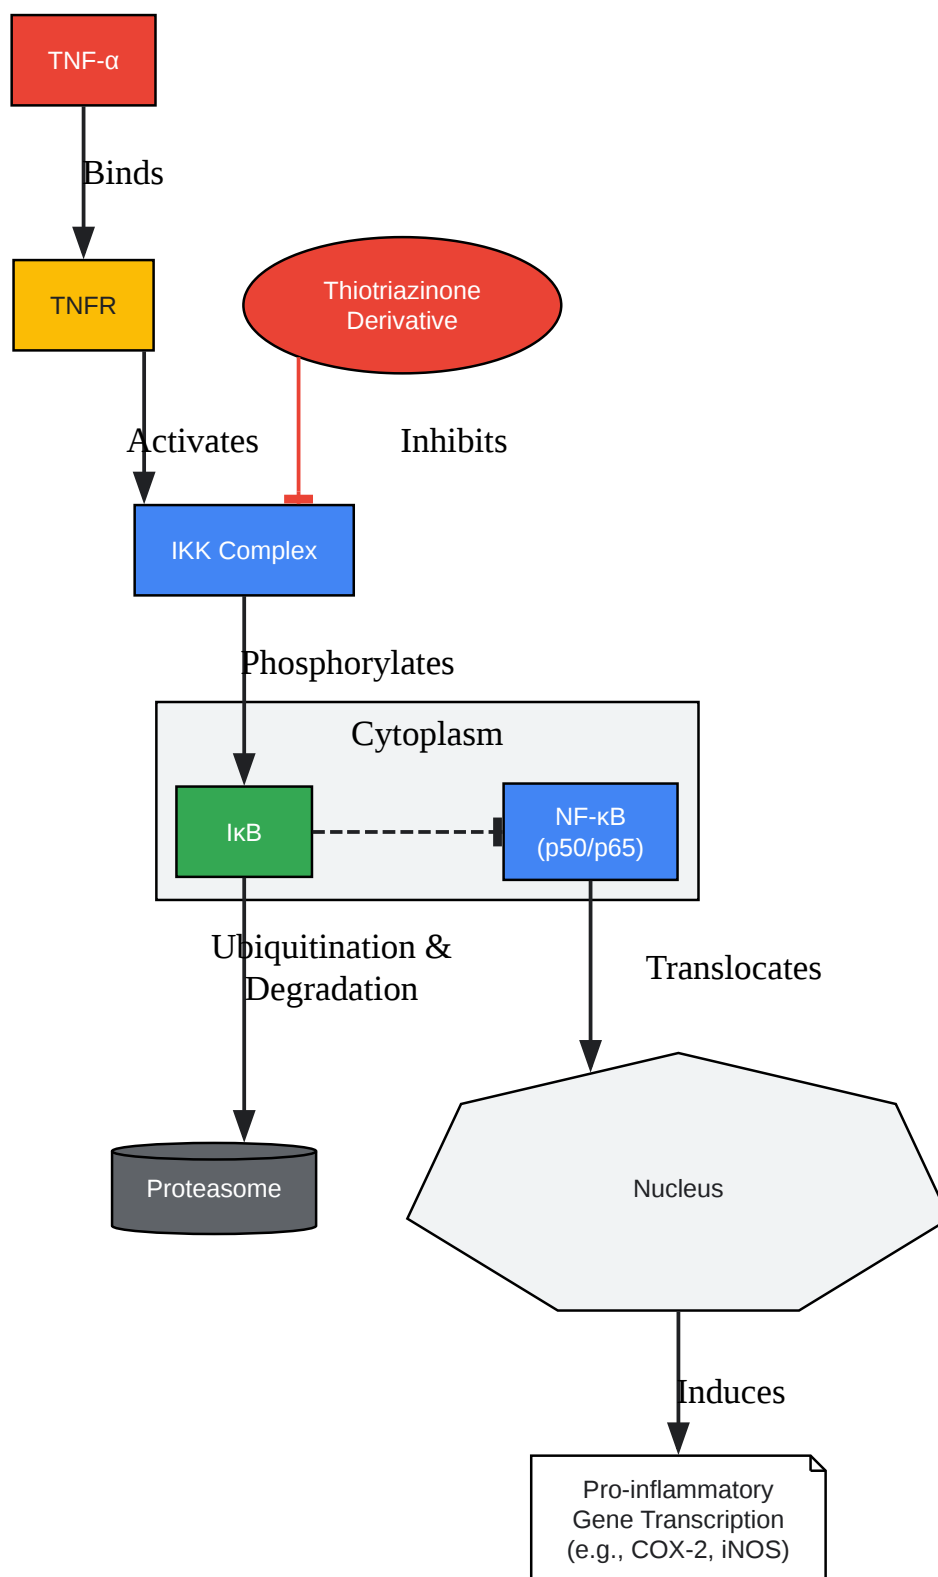 TNF-α
Binds
TNFR
Thiotriazinone
Derivative
Activates
Inhibits
IKK Complex
Phosphorylates
Cytoplasm
IκB
NF-κB
(p50/p65)
Ubiquitination &
Degradation
Translocates
Proteasome
Nucleus
Induces
Pro-inflammatory
Gene Transcription
(e.g., COX-2, iNOS)